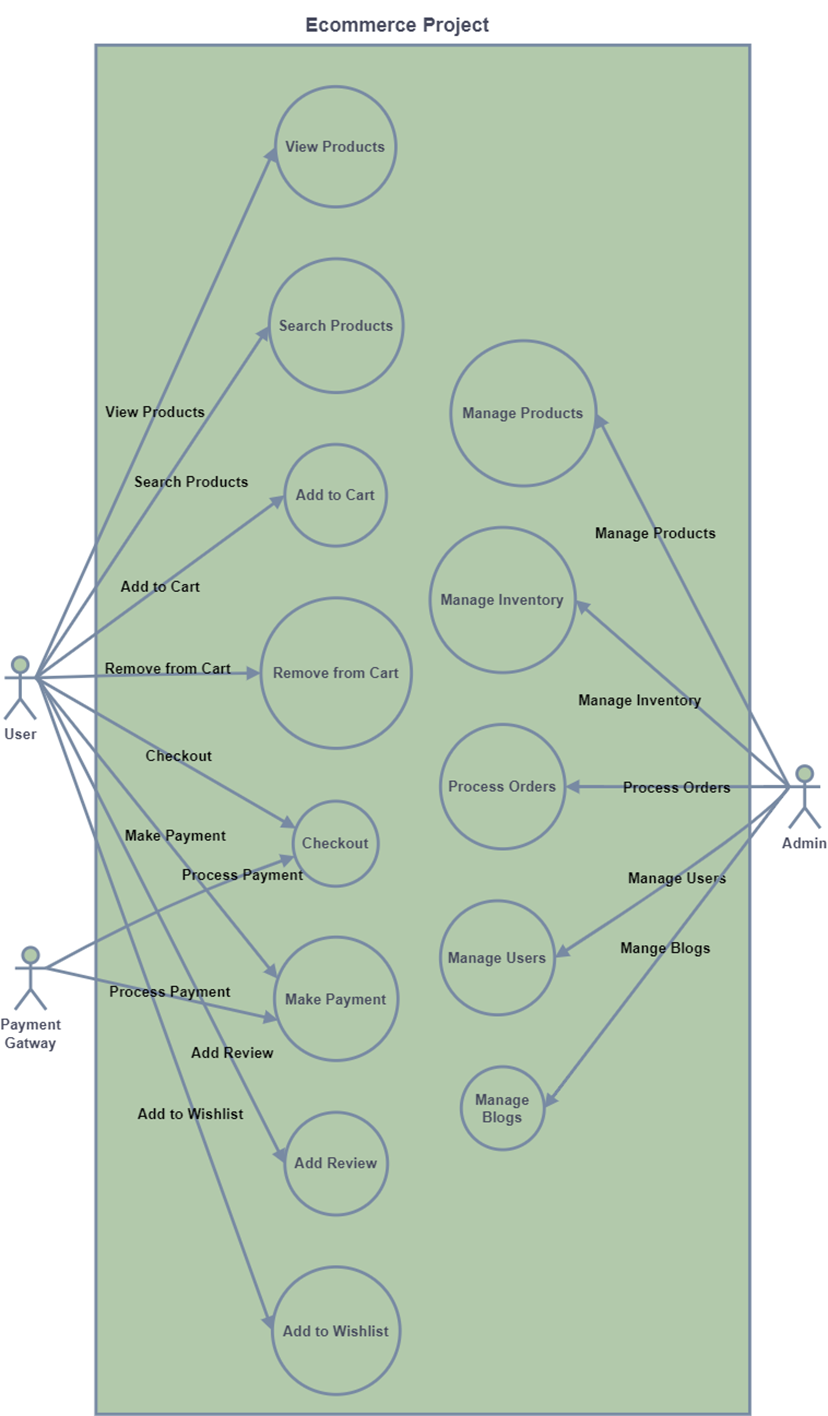 Ecommerce Project
View Products
Search Products
Manage Products
View Products
Search Products
Add to Cart
Manage Products
Add to Cart
Manage Inventory
Remove from Cart
Remove from Cart
Manage Inventory
User
Checkout
Process Orders
Process Orders
Make Payment
Checkout
Admin
Process Payment
Manage Users
Mange Blogs
Manage Users
Process Payment
Make Payment
Payment
Gatway
Add Review
Manage
Blogs
Add to Wishlist
Add Review
Add to Wishlist